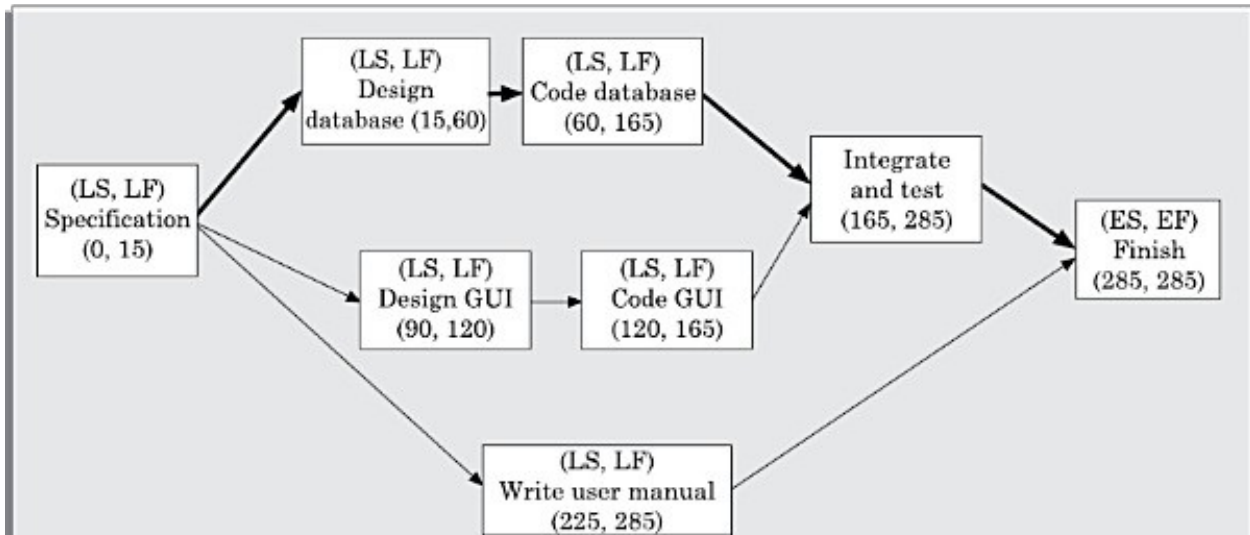 (LS, LF)
Design
database (15,60)
(LS, LF)
Code database
(60, 165)
Integrate
and test
(165, 285)
(LS, LF)
Specification
(0, 15)
(ES, EF)
Finish
(285, 285)
(LS, LF)
Design GUI
(90, 120)
(LS, LF)
Code GUI
(120, 165)
(LS, LF)
Write user manual
(225, 285)